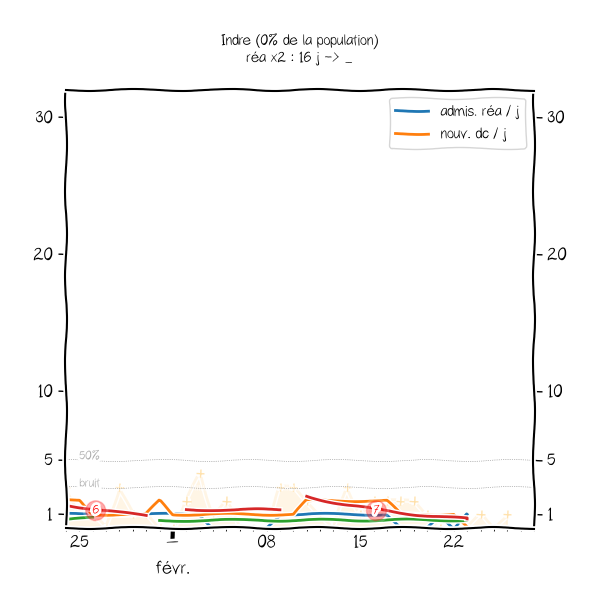 Indre (0% de la population)
réa x2 : 16 j -> _
admis. réa / j
nouv. dc / j
30 30
20 20
10 10
5 50% 5
bruit
1 6 7 1
25 08 15 22
févr.